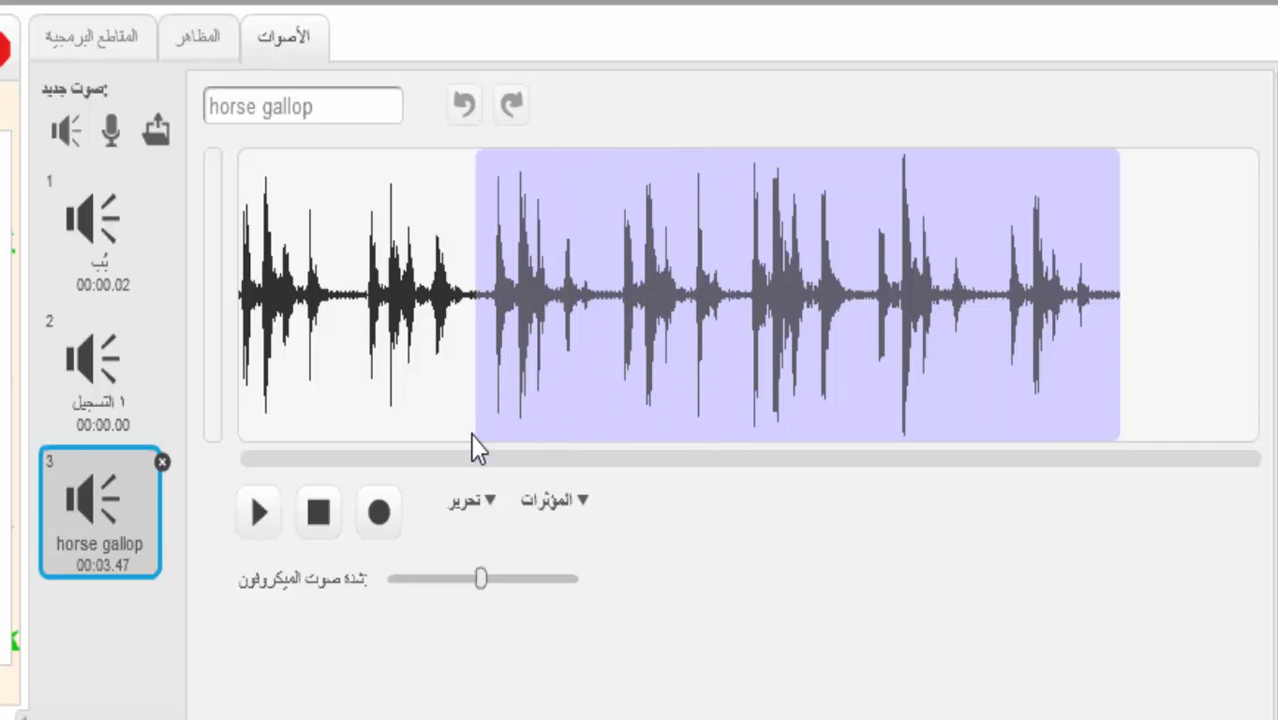 المقاطع البرمجية
المظاهر
الأصوات
صوت جديد:
horse gallop
1
بُب
00:00.02
2
التسجيل ١
00:00.00
3
horse gallop
00:03.47
تحرير
المؤثرات
شدة صوت الميكروفون: